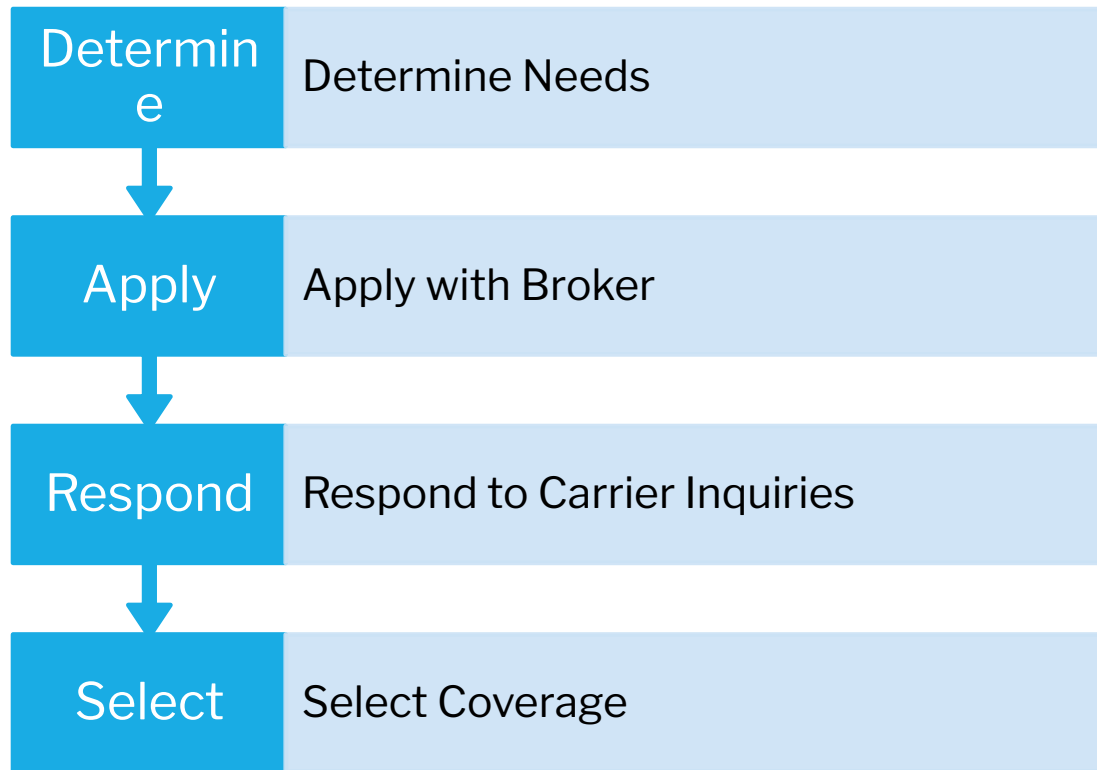 Determin
e
Determine Needs
Apply
Apply with Broker
Respond
Respond to Carrier Inquiries
Select
Select Coverage